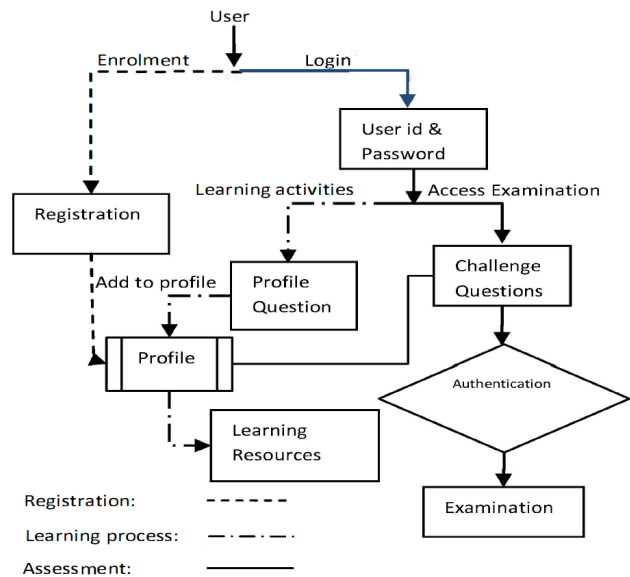 User
Enrolment
Login
User id &
Password
Learning activities
Access Examination
Registration
Profile
Question
Challenge
Questions
Add to profile
Profile
Authentication
Learning
Resources
Examination
Registration:
Learning process:
Assessment: